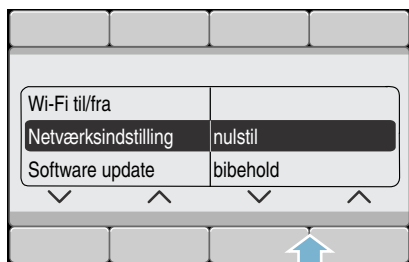 Wi-Fi til/fra
Netværksindstilling nulstil
Software update bibehold